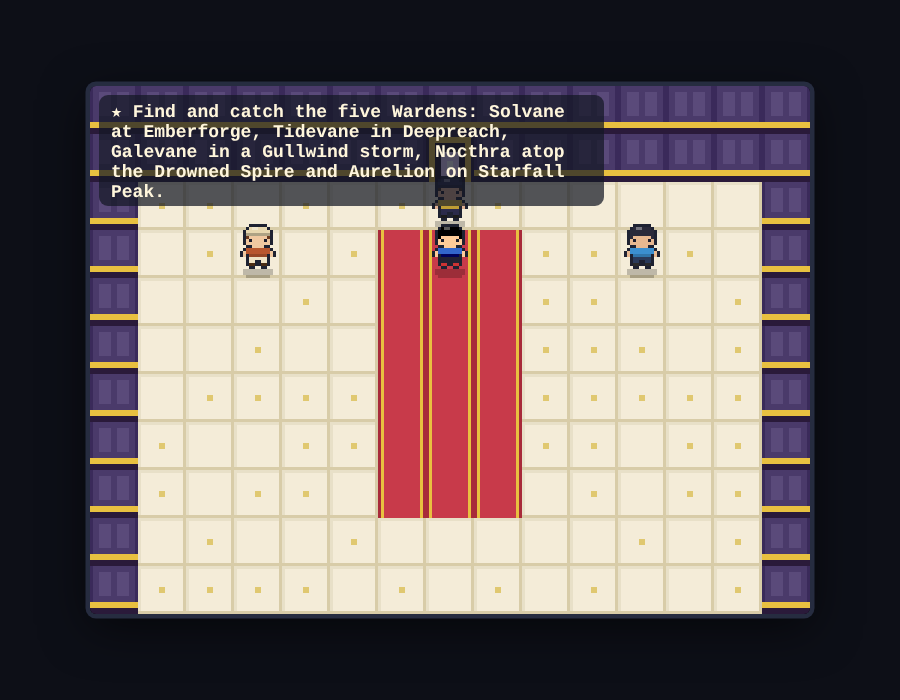 ★ Find and catch the five Wardens: Solvane
at Emberforge, Tidevane in Deepreach,
Galevane in a Gullwind storm, Nocthra atop
the Drowned Spire and Aurelion on Starfall
Peak.